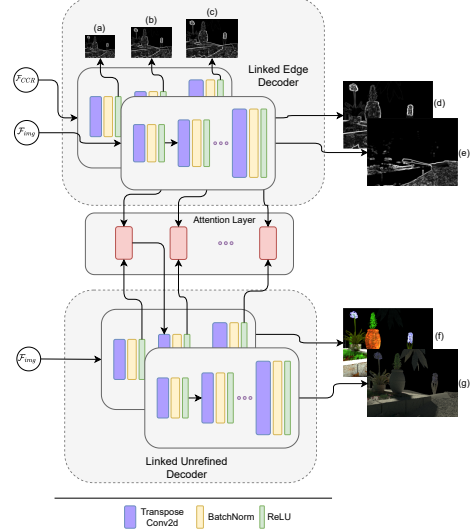 (a)
(b)
(c)
Linked Edge
Decoder
F_CCR
F_img
(d)
(e)
Attention Layer
F_img
(f)
(g)
Linked Unrefined
Decoder
Transpose
Conv2d
BatchNorm
ReLU